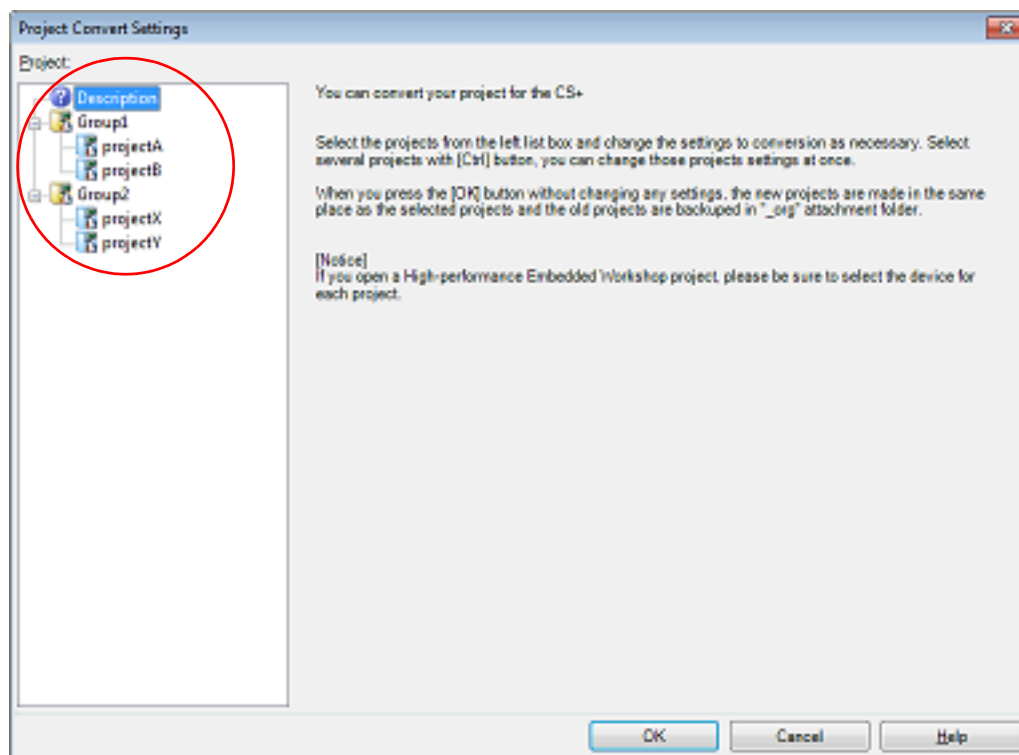 Project Convert Settings
Project:
Description
Group1
projectA
projectB
Group2
projectX
projectY
You can convert your project for the CS+
Select the projects from the left list box and change the settings to conversion as necessary. Select
several projects with [Ctrl] button, you can change those projects settings at once.
When you press the [OK] button without changing any settings, the new projects are made in the same
place as the selected projects and the old projects are backuped in "_org" attachment folder.
[Notice]
If you open a High-performance Embedded Workshop project, please be sure to select the device for
each project.
OK
Cancel
Help